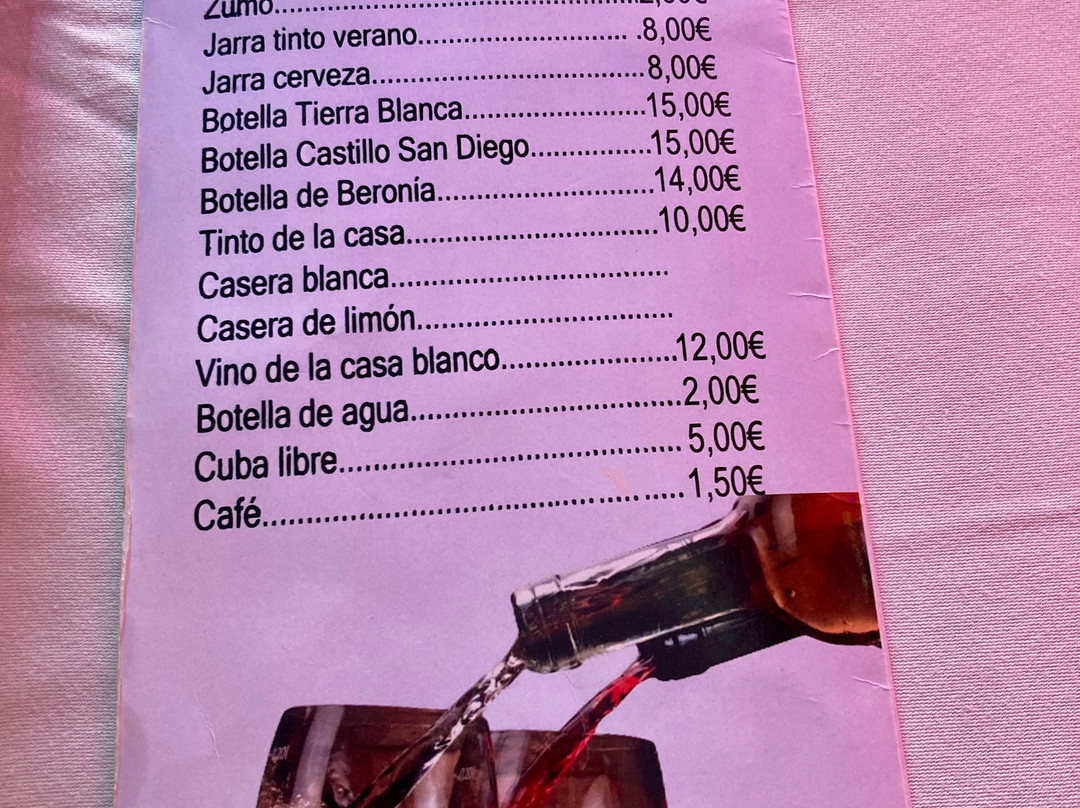 Zumo
Jarra tinto verano............................... .8,00€
Jarra cerveza........................................8,00€
Botella Tierra Blanca...........................15,00€
Botella Castillo San Diego.................15,00€
Botella de Beronía...............................14,00€
Tinto de la casa....................................10,00€
Casera blanca........................................
Casera de limón.....................................
Vino de la casa blanco.........................12,00€
Botella de agua......................................2,00€
Cuba libre................................................ 5,00€
Café.......................................... ..... .....1,50€